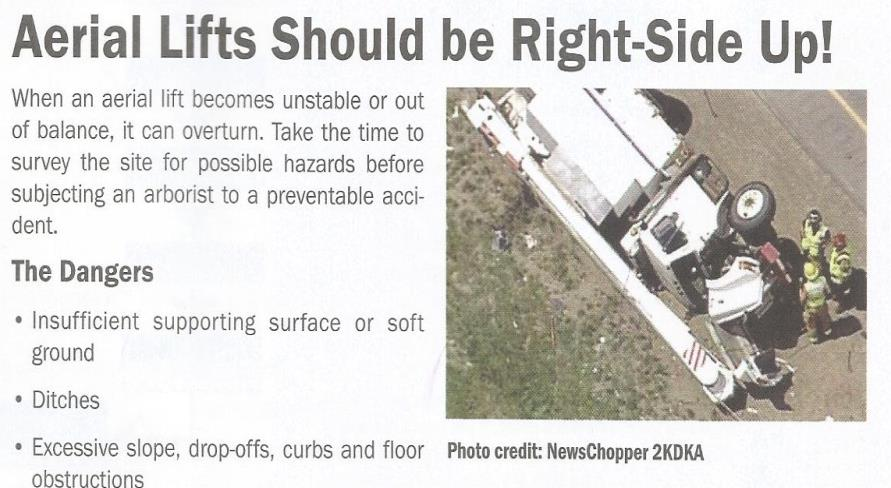 Aerial Lifts Should be Right-Side Up!
When an aerial lift becomes unstable or out
of balance, it can overturn. Take the time to
survey the site for possible hazards before
subjecting an arborist to a preventable acci-
dent.
The Dangers
• Insufficient supporting surface or soft
ground
• Ditches
• Excessive slope, drop-offs, curbs and floor
obstructions
Photo credit: NewsChopper 2KDKA